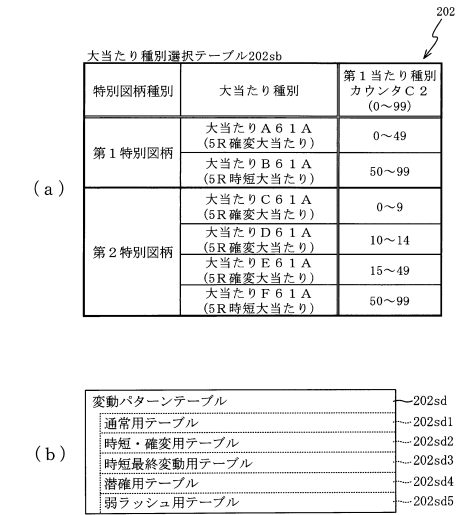 202
大当たり種別選択テーブル202sb
特別図柄種別
大当たり種別
第１当たり種別
カウンタＣ２
(0～99)
第１特別図柄
大当たりＡ６１Ａ
(5Ｒ確変大当たり)
0～49
大当たりＢ６１Ａ
(5Ｒ時短大当たり)
50～99
(a)
第２特別図柄
大当たりＣ６１Ａ
(5Ｒ確変大当たり)
0～9
大当たりＤ６１Ａ
(5Ｒ確変大当たり)
10～14
大当たりＥ６１Ａ
(5Ｒ確変大当たり)
15～49
大当たりＦ６１Ａ
(5Ｒ時短大当たり)
50～99
(b)
変動パターンテーブル 202sd
通常用テーブル 202sd1
時短・確変用テーブル 202sd2
時短最終変動用テーブル 202sd3
潜確用テーブル 202sd4
弱ラッシュ用テーブル 202sd5